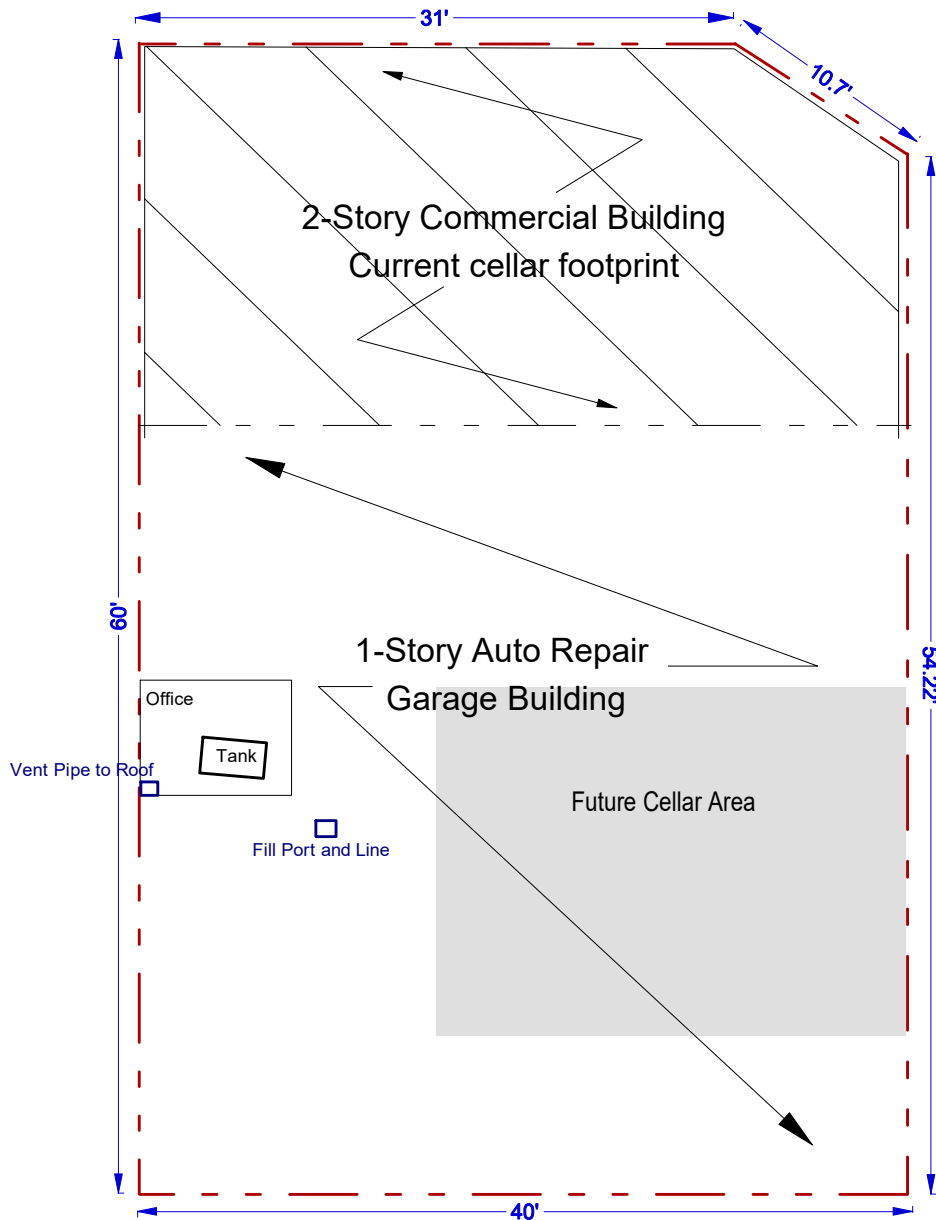 31'
10.7'
2-Story Commercial Building
Current cellar footprint
60'
54.22'
1-Story Auto Repair
Garage Building
Office
Tank
Vent Pipe to Roof
Future Cellar Area
Fill Port and Line
40'